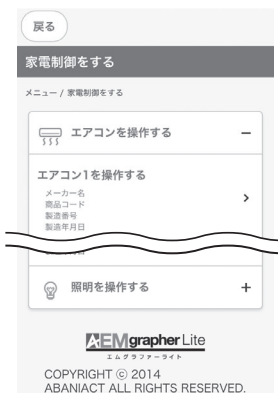 戻る
家電制御をする
メニュー / 家電制御をする
エアコンを操作する −
エアコン1を操作する
メーカー名
商品コード
製造番号
製造年月日
照明を操作する +
AEMgrapher Lite
エムグラファーライト
COPYRIGHT © 2014
ABANIACT ALL RIGHTS RESERVED.